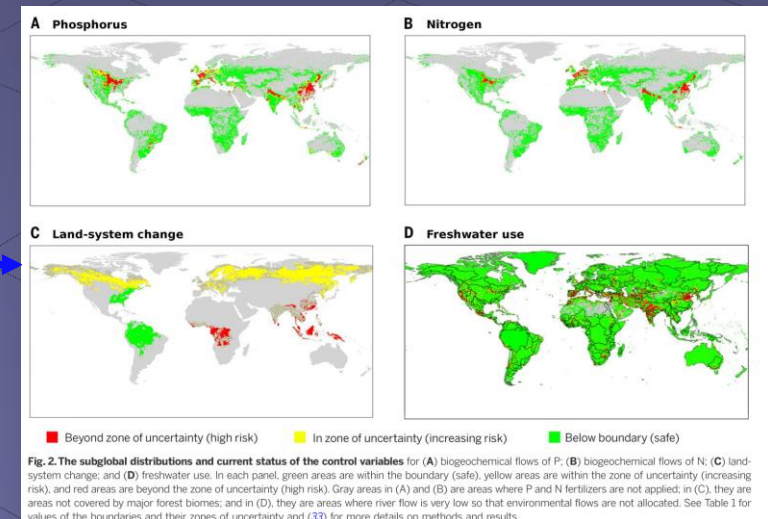 A Phosphorus
B Nitrogen
C Land-system change
D Freshwater use
Beyond zone of uncertainty (high risk)
In zone of uncertainty (increasing risk)
Below boundary (safe)
Fig. 2. The subglobal distributions and current status of the control variables for (A) biogeochemical flows of P; (B) biogeochemical flows of N; (C) land-
system change; and (D) freshwater use. In each panel, green areas are within the boundary (safe), yellow areas are within the zone of uncertainty (increasing
risk), and red areas are beyond the zone of uncertainty (high risk). Gray areas in (A) and (B) are areas where P and N fertilizers are not applied; in (C), they are
areas not covered by major forest biomes; and in (D), they are areas where river flow is very low so that environmental flows are not allocated. See Table 1 for
values of the boundaries and their zones of uncertainty and (33) for more details on methods and results.